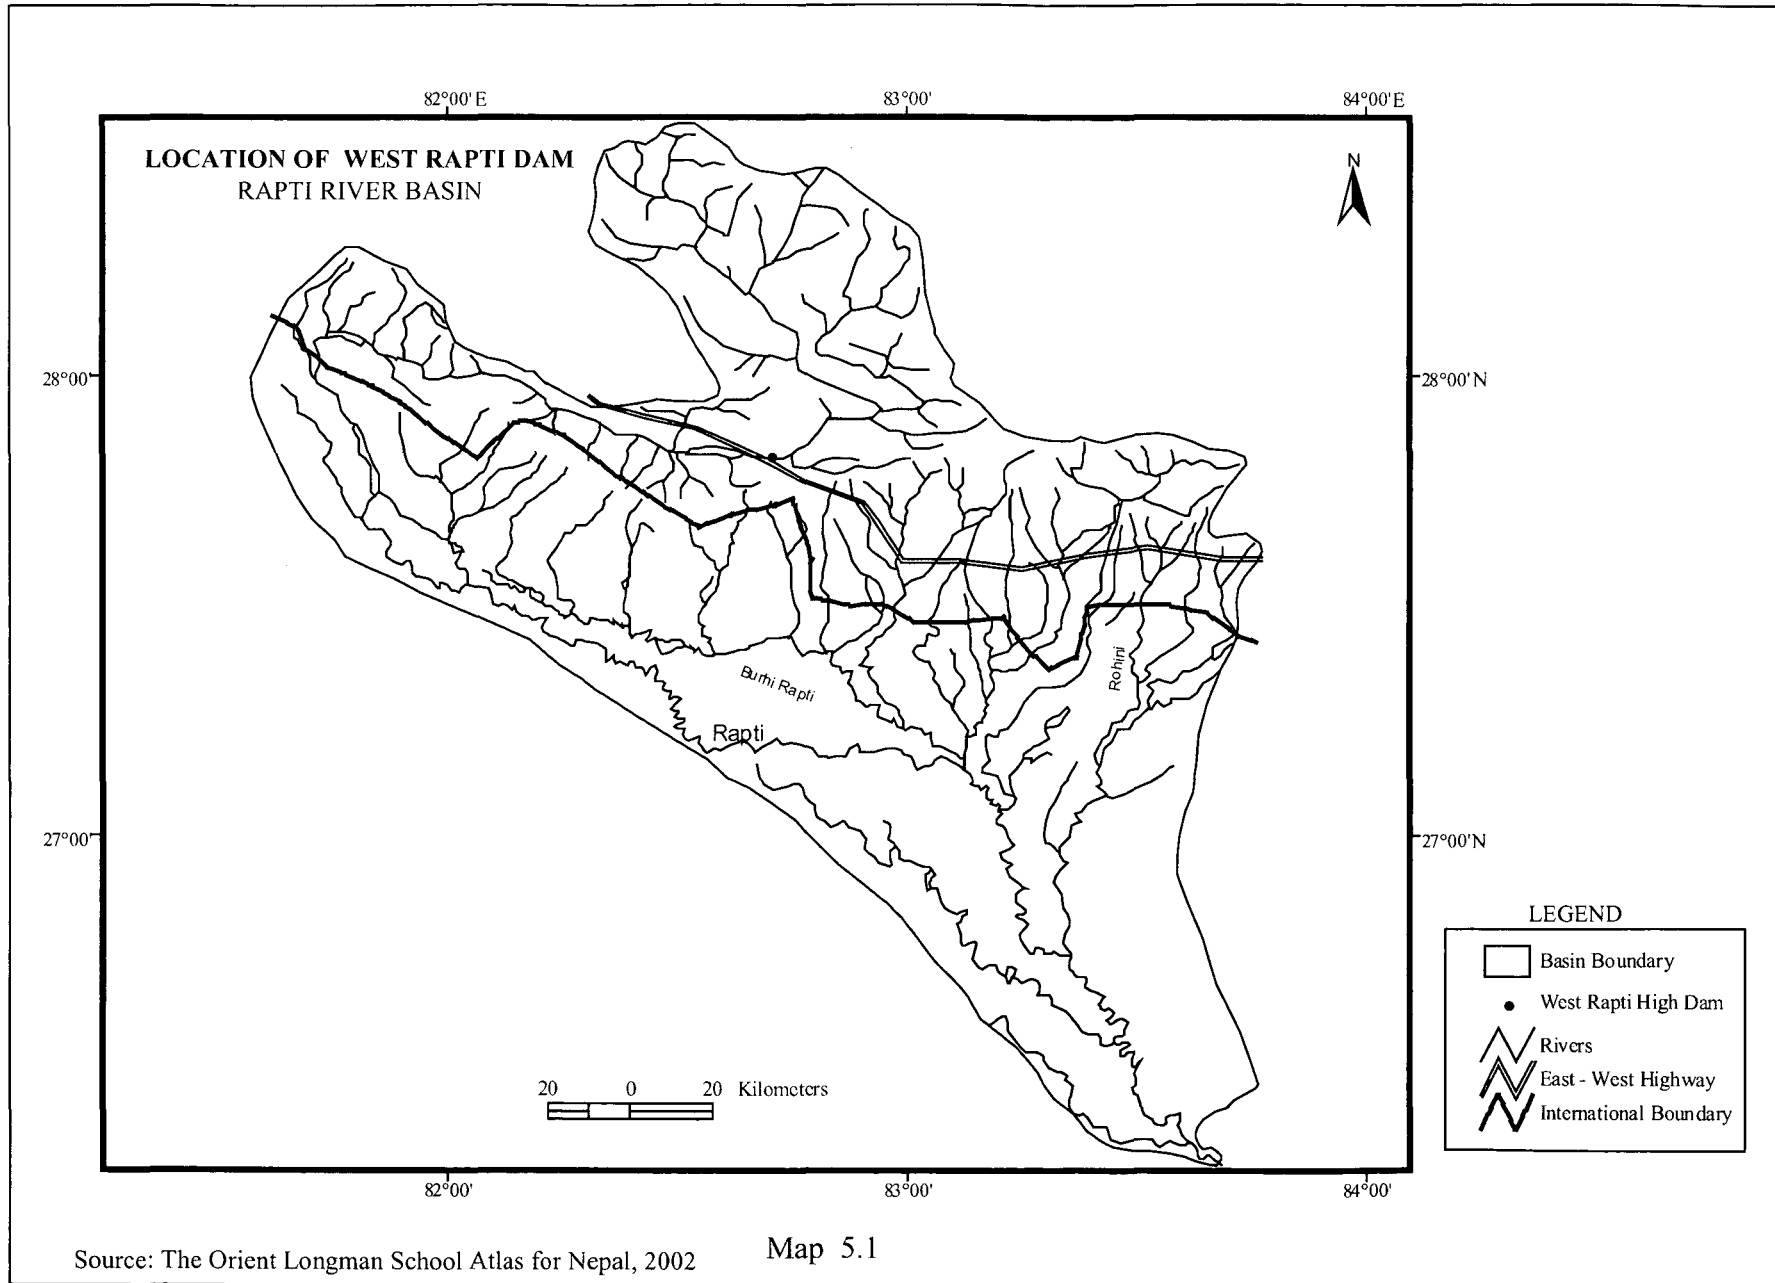 82°00'E
83°00'
84°00'E
LOCATION OF WEST RAPTI DAM
RAPTI RIVER BASIN
N
28°00'
28°00'N
Rohini
Burhi Rapti
Rapti
27°00'
27°00'N
LEGEND
Basin Boundary
West Rapti High Dam
Rivers
East - West Highway
International Boundary
20 0 20 Kilometers
82°00'
83°00'
84°00'
Map 5.1
Source: The Orient Longman School Atlas for Nepal, 2002